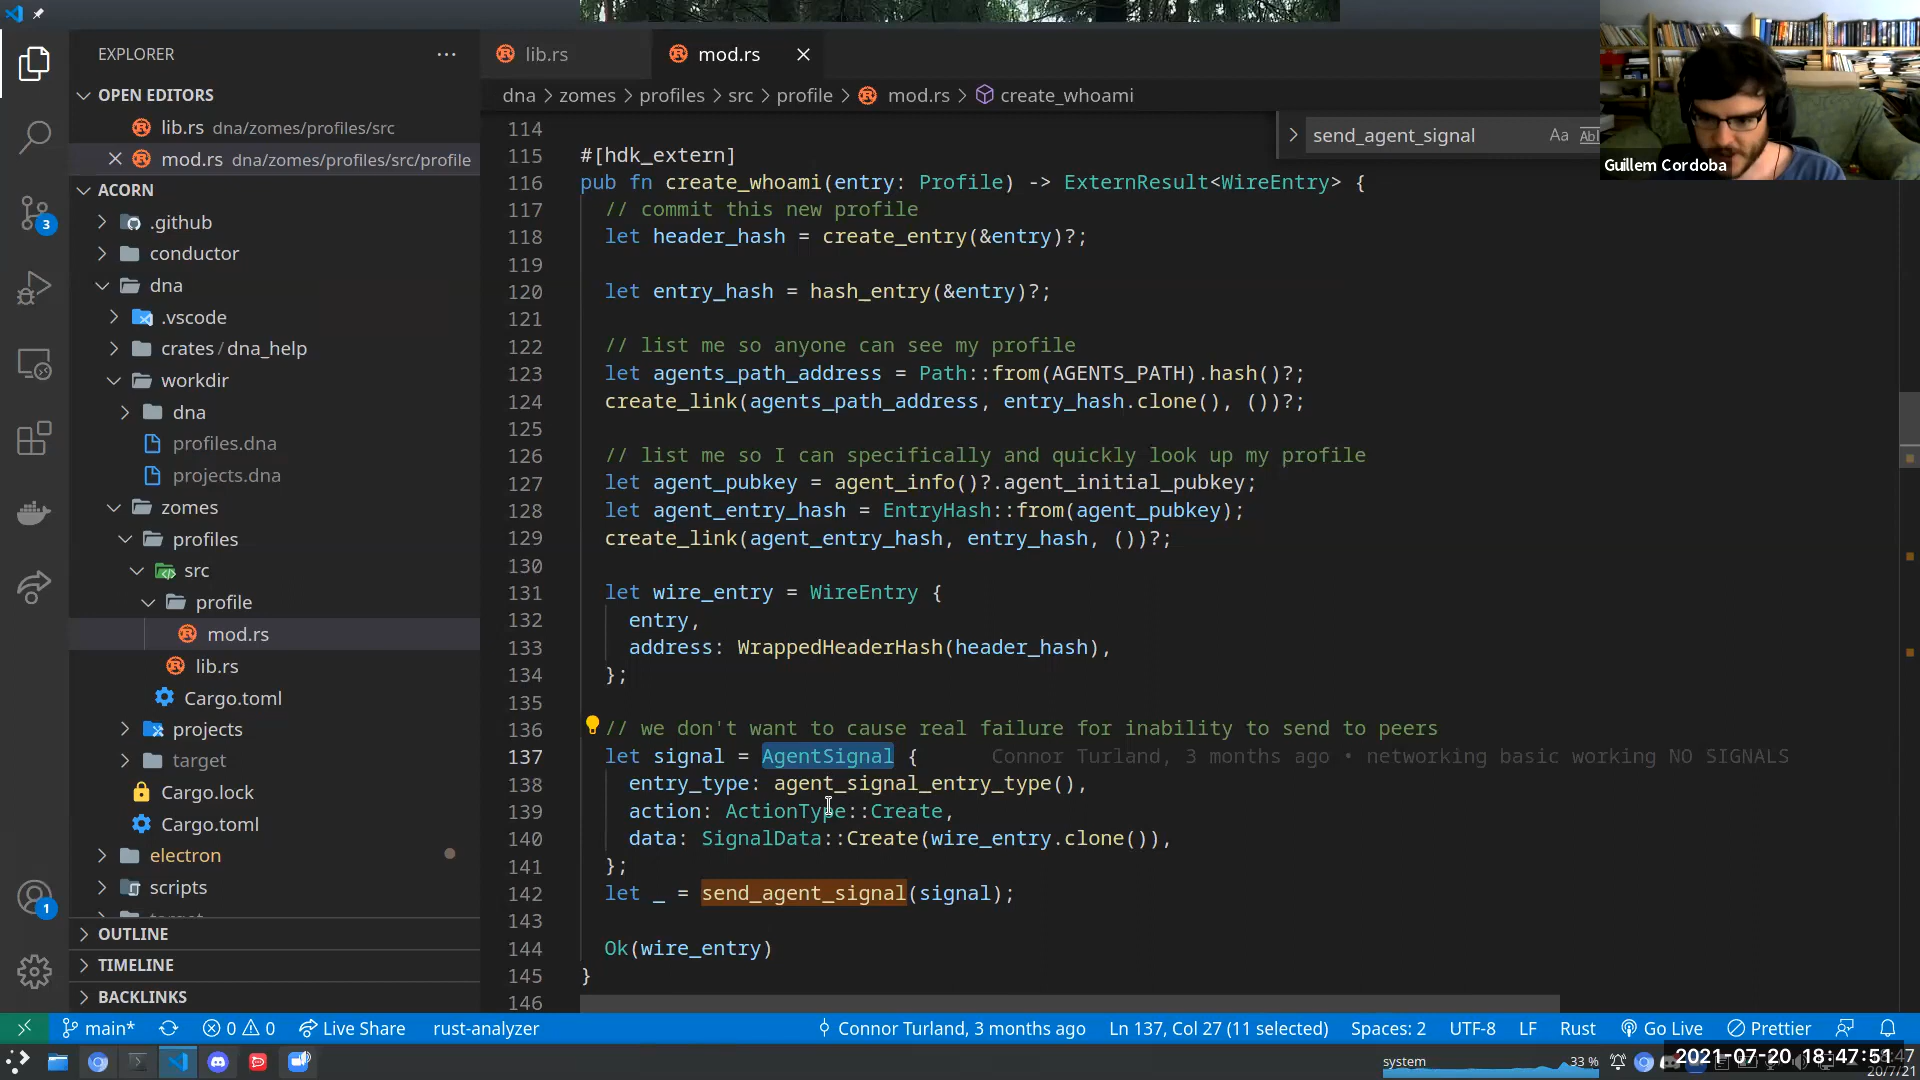 EXPLORER
OPEN EDITORS
lib.rs dna/zomes/profiles/src
mod.rs dna/zomes/profiles/src/profile
ACORN
.github
conductor
dna
.vscode
crates / dna_help
workdir
dna
profiles.dna
projects.dna
zomes
profiles
src
profile
mod.rs
lib.rs
Cargo.toml
projects
target
Cargo.lock
Cargo.toml
electron
scripts
OUTLINE
TIMELINE
BACKLINKS
3
1
lib.rs
mod.rs
dna > zomes > profiles > src > profile > mod.rs > create_whoami
send_agent_signal
Aa
Guillem Cordoba
114
115 #[hdk_extern]
116 pub fn create_whoami(entry: Profile) -> ExternResult<WireEntry> {
117 // commit this new profile
118 let header_hash = create_entry(&entry)?;
119
120 let entry_hash = hash_entry(&entry)?;
121
122 // list me so anyone can see my profile
123 let agents_path_address = Path::from(AGENTS_PATH).hash()?;
124 create_link(agents_path_address, entry_hash.clone(), ())?;
125
126 // list me so I can specifically and quickly look up my profile
127 let agent_pubkey = agent_info()?.agent_initial_pubkey;
128 let agent_entry_hash = EntryHash::from(agent_pubkey);
129 create_link(agent_entry_hash, entry_hash, ())?;
130
131 let wire_entry = WireEntry {
132 entry,
133 address: WrappedHeaderHash(header_hash),
134 };
135
136 // we don't want to cause real failure for inability to send to peers
137 let signal = AgentSignal { Connor Turland, 3 months ago • networking basic working NO SIGNALS
138 entry_type: agent_signal_entry_type(),
139 action: ActionType::Create,
140 data: SignalData::Create(wire_entry.clone()),
141 };
142 let _ = send_agent_signal(signal);
143
144 Ok(wire_entry)
145 }
146
main* 0 0 Live Share rust-analyzer Connor Turland, 3 months ago Ln 137, Col 27 (11 selected) Spaces: 2 UTF-8 LF Rust Go Live Prettier
system 33 % 2021-07-20 18:47:51
20/7/21